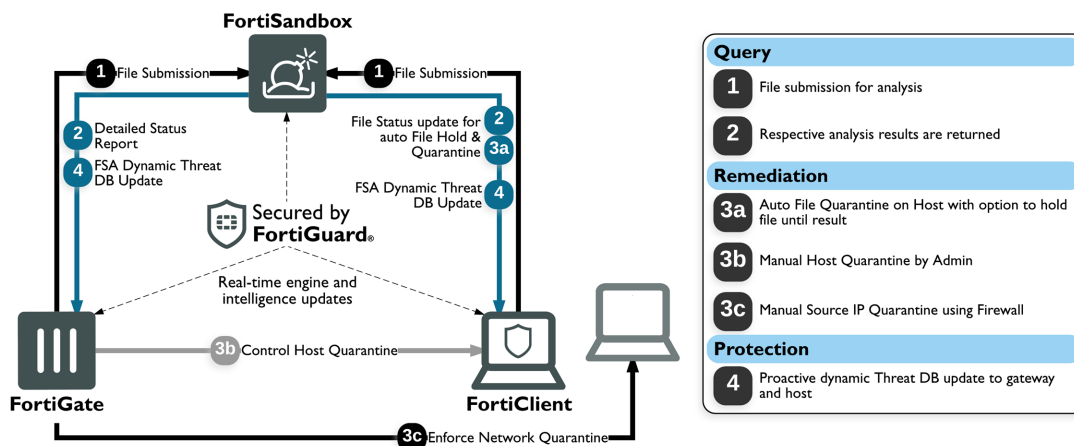 FortiSandbox
1 File Submission
1 File Submission
2 Detailed Status
Report
4 FSA Dynamic Threat
DB Update
File Status update for 2
auto File Hold & 3a
Quarantine
FSA Dynamic Threat 4
DB Update
Secured by
FortiGuard®
Real-time engine and
intelligence updates
3b Control Host Quarantine
FortiGate
FortiClient
3c Enforce Network Quarantine
Query
1 File submission for analysis
2 Respective analysis results are returned
Remediation
3a Auto File Quarantine on Host with option to hold
file until result
3b Manual Host Quarantine by Admin
3c Manual Source IP Quarantine using Firewall
Protection
4 Proactive dynamic Threat DB update to gateway
and host